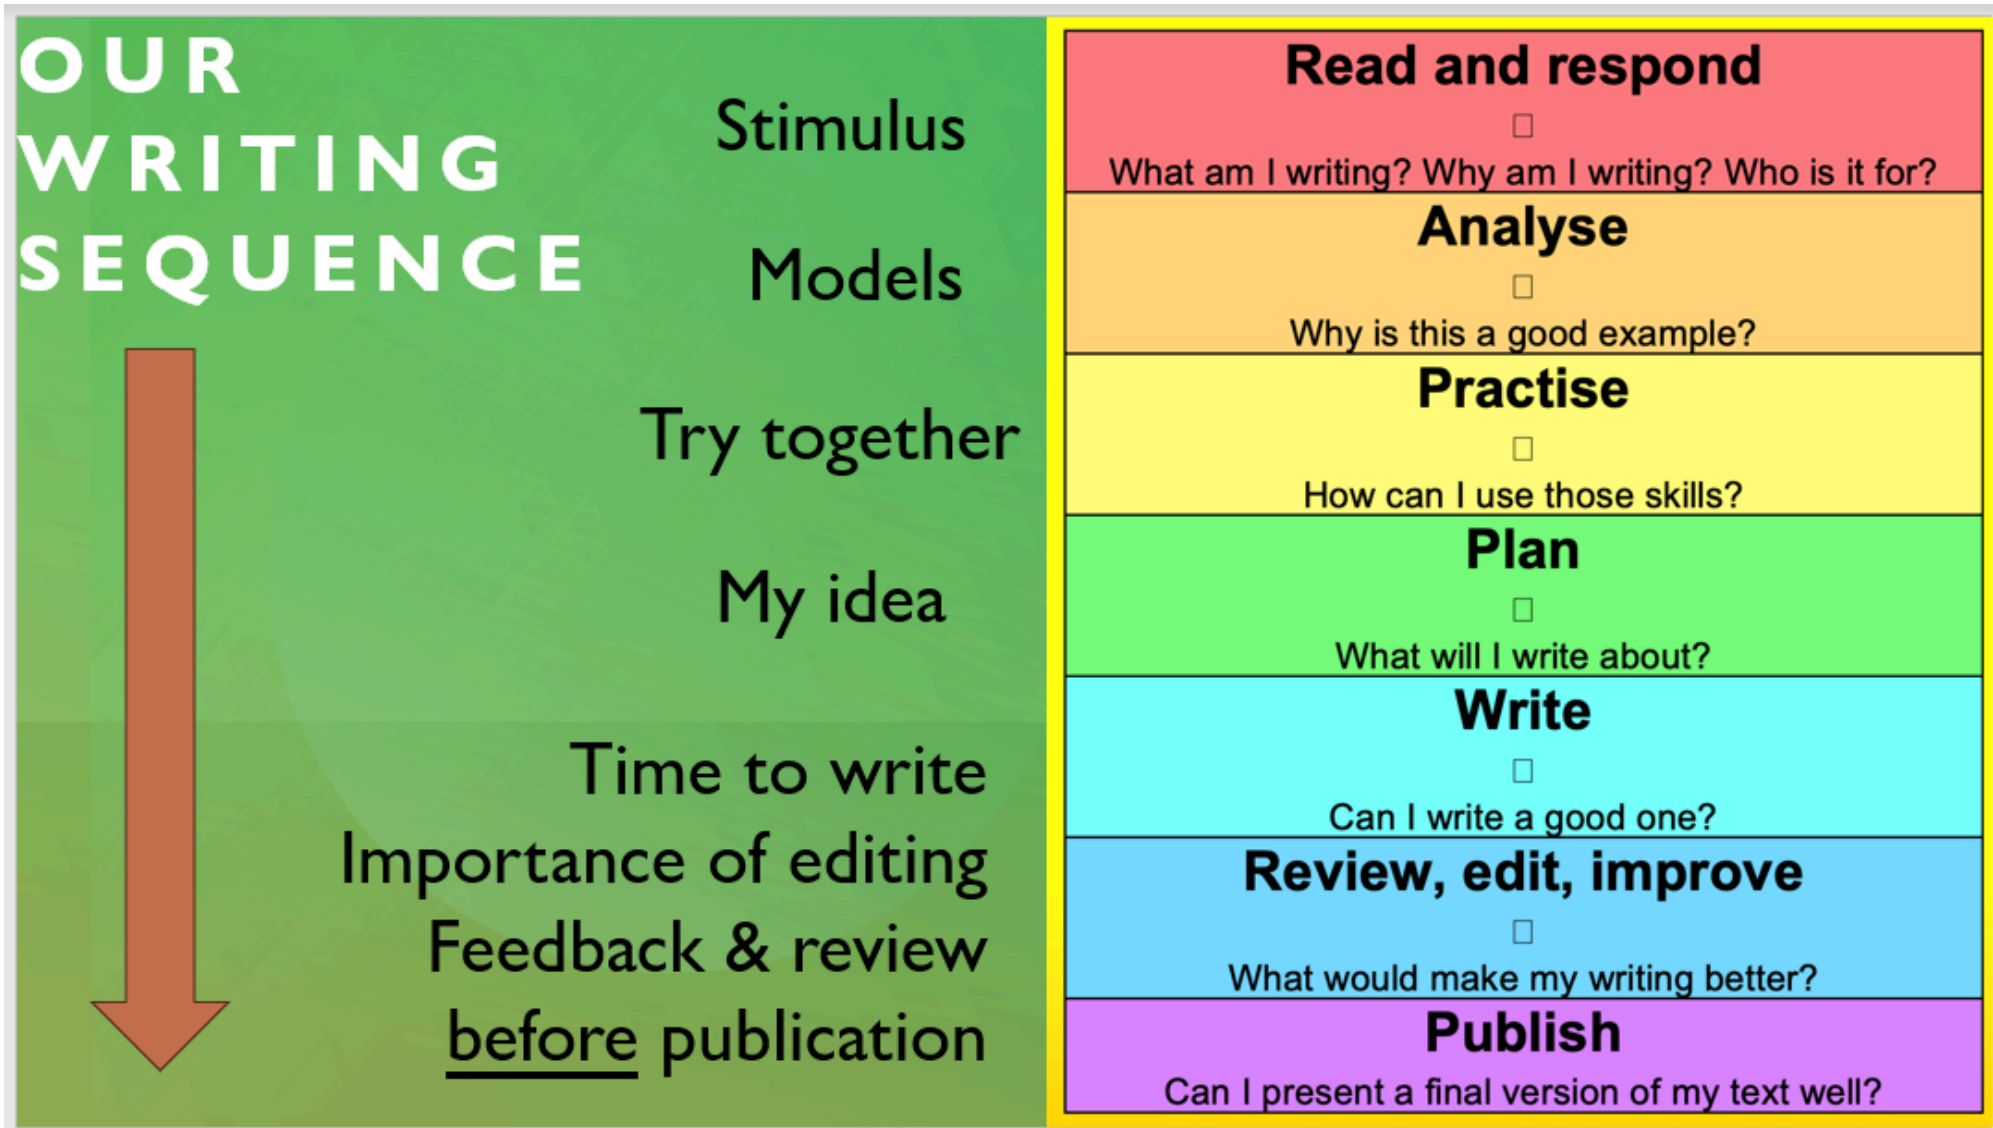 OUR
WRITING
SEQUENCE
Stimulus
Models
Try together
My idea
Time to write
Importance of editing
Feedback & review
before publication
Read and respond
What am I writing? Why am I writing? Who is it for?
Analyse
Why is this a good example?
Practise
How can I use those skills?
Plan
What will I write about?
Write
Can I write a good one?
Review, edit, improve
What would make my writing better?
Publish
Can I present a final version of my text well?